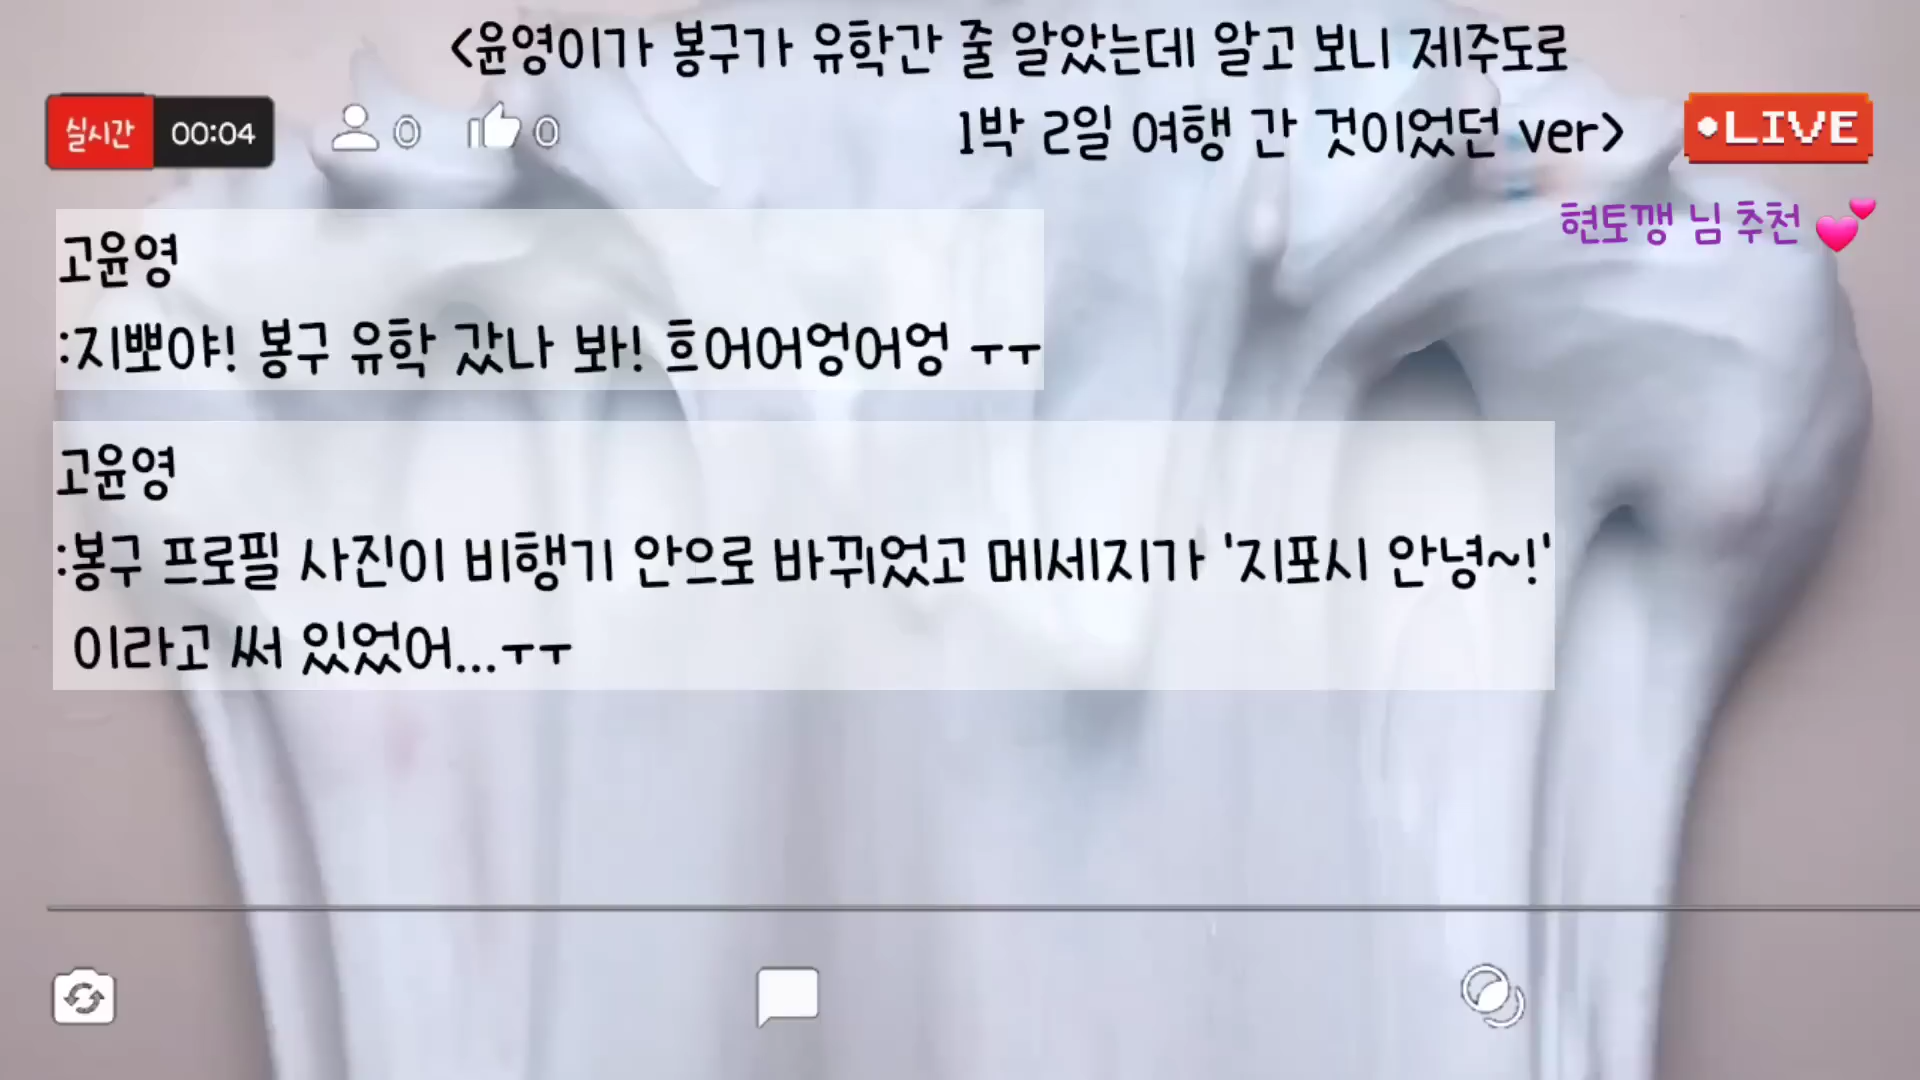 <윤영이가 봉구가 유학간 줄 알았는데 알고 보니 제주도로
1박 2일 여행 간 것이었던 ver>
실시간 00:04 0 0
LIVE
현토깽 님 추천
고윤영
:지뽀야! 봉구 유학 갔나 봐! 흐어어엉어엉 ㅜㅜ
고윤영
:봉구 프로필 사진이 비행기 안으로 바뀌었고 메세지가 '지포시 안녕~!'
이라고 써 있었어...ㅜㅜ